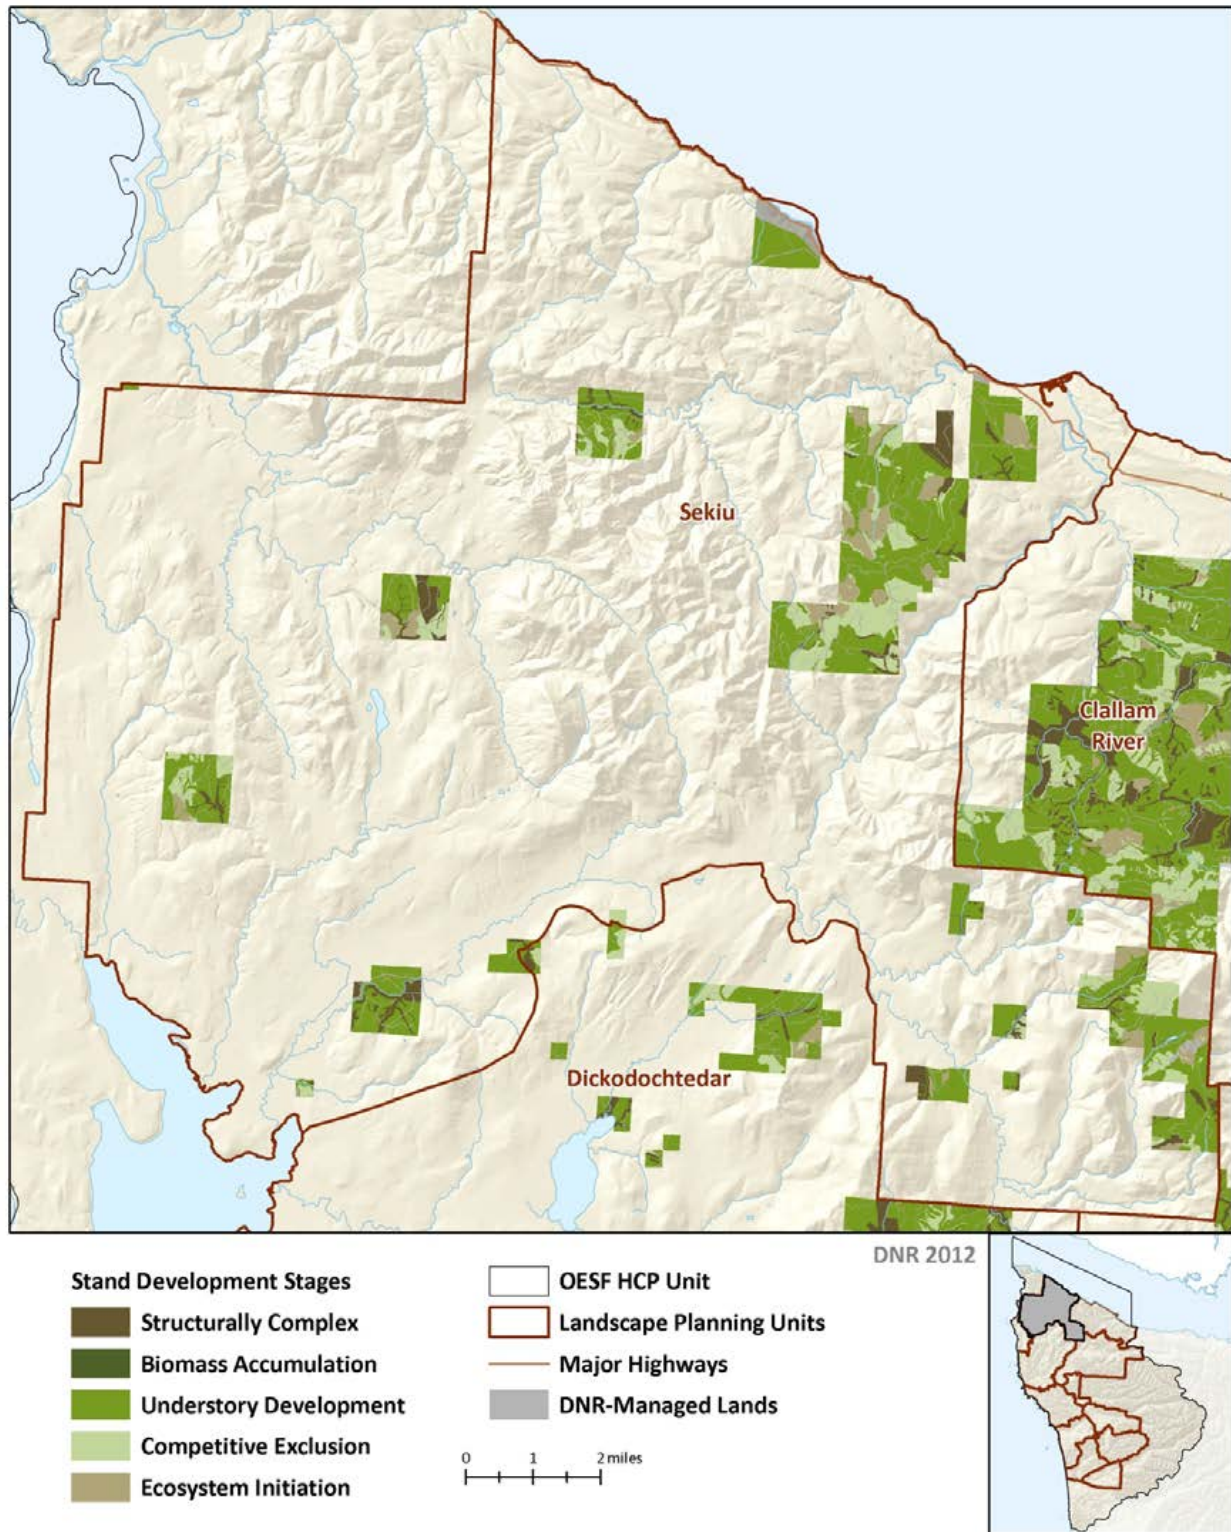 Sekiu
Clallam
River
Dickodochtedar
DNR 2012
Stand Development Stages
Structurally Complex
Biomass Accumulation
Understory Development
Competitive Exclusion
Ecosystem Initiation
OESF HCP Unit
Landscape Planning Units
Major Highways
DNR-Managed Lands
0 1 2 miles